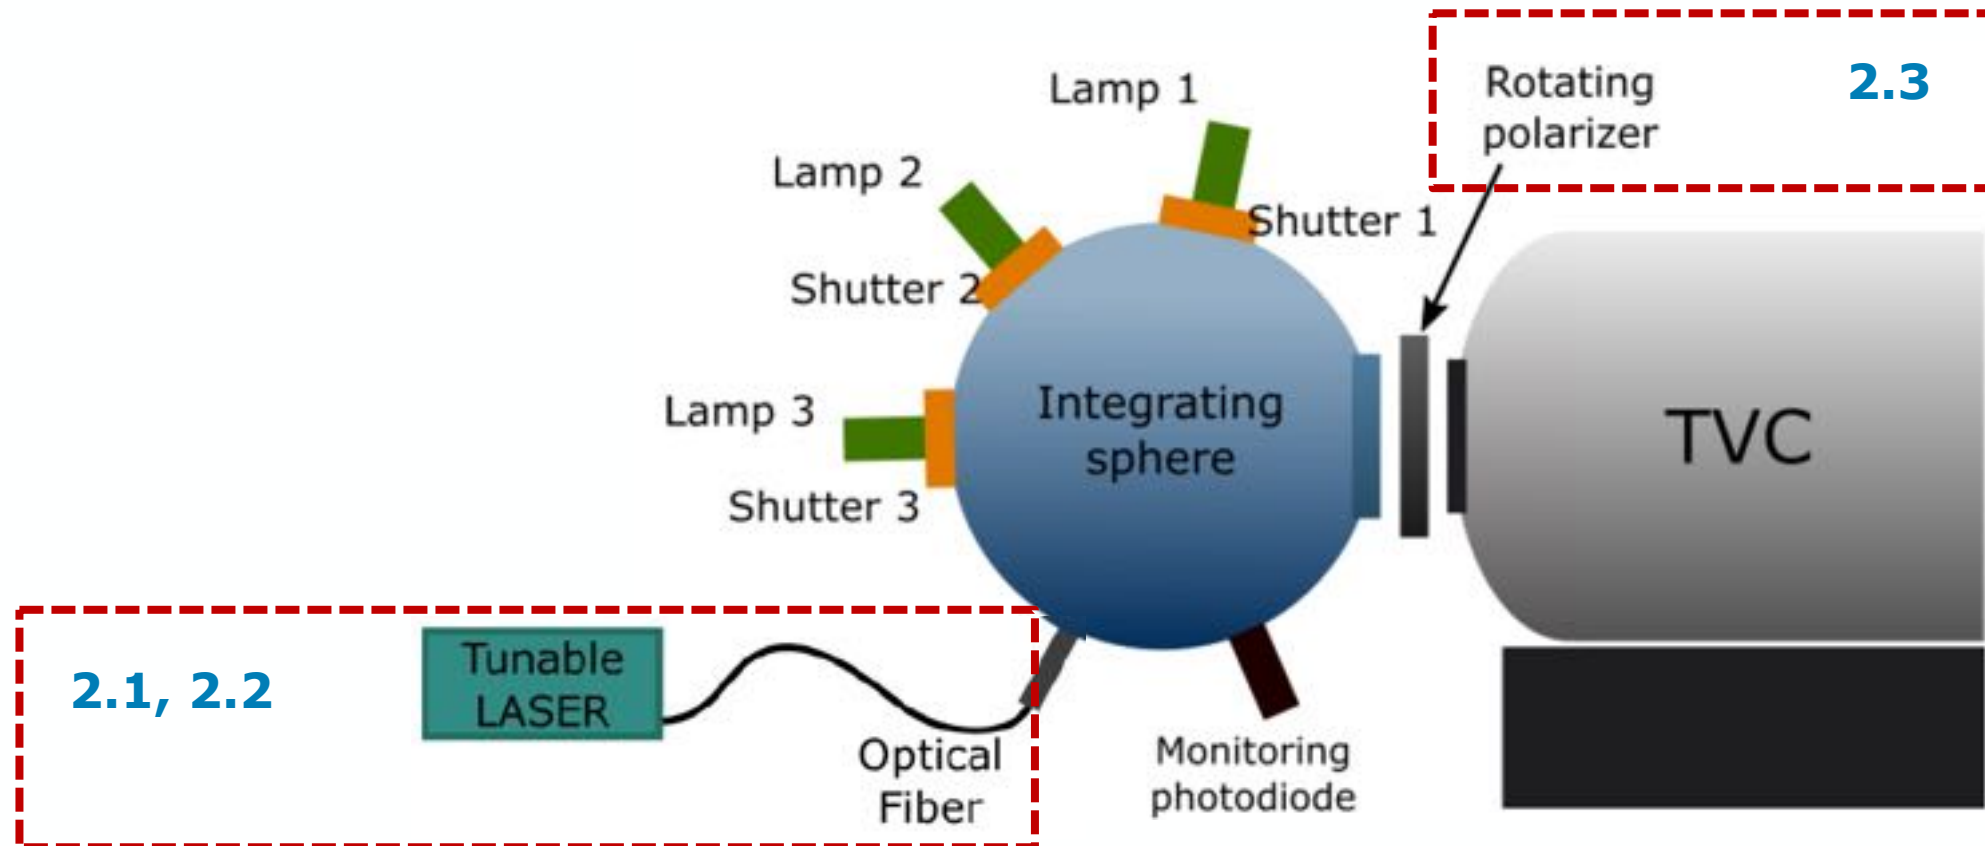 Lamp 1
Rotating
polarizer
2.3
Lamp 2
Shutter 1
Shutter 2
Lamp 3
Integrating
sphere
TVC
Shutter 3
2.1, 2.2
Tunable
LASER
Optical
Fiber
Monitoring
photodiode